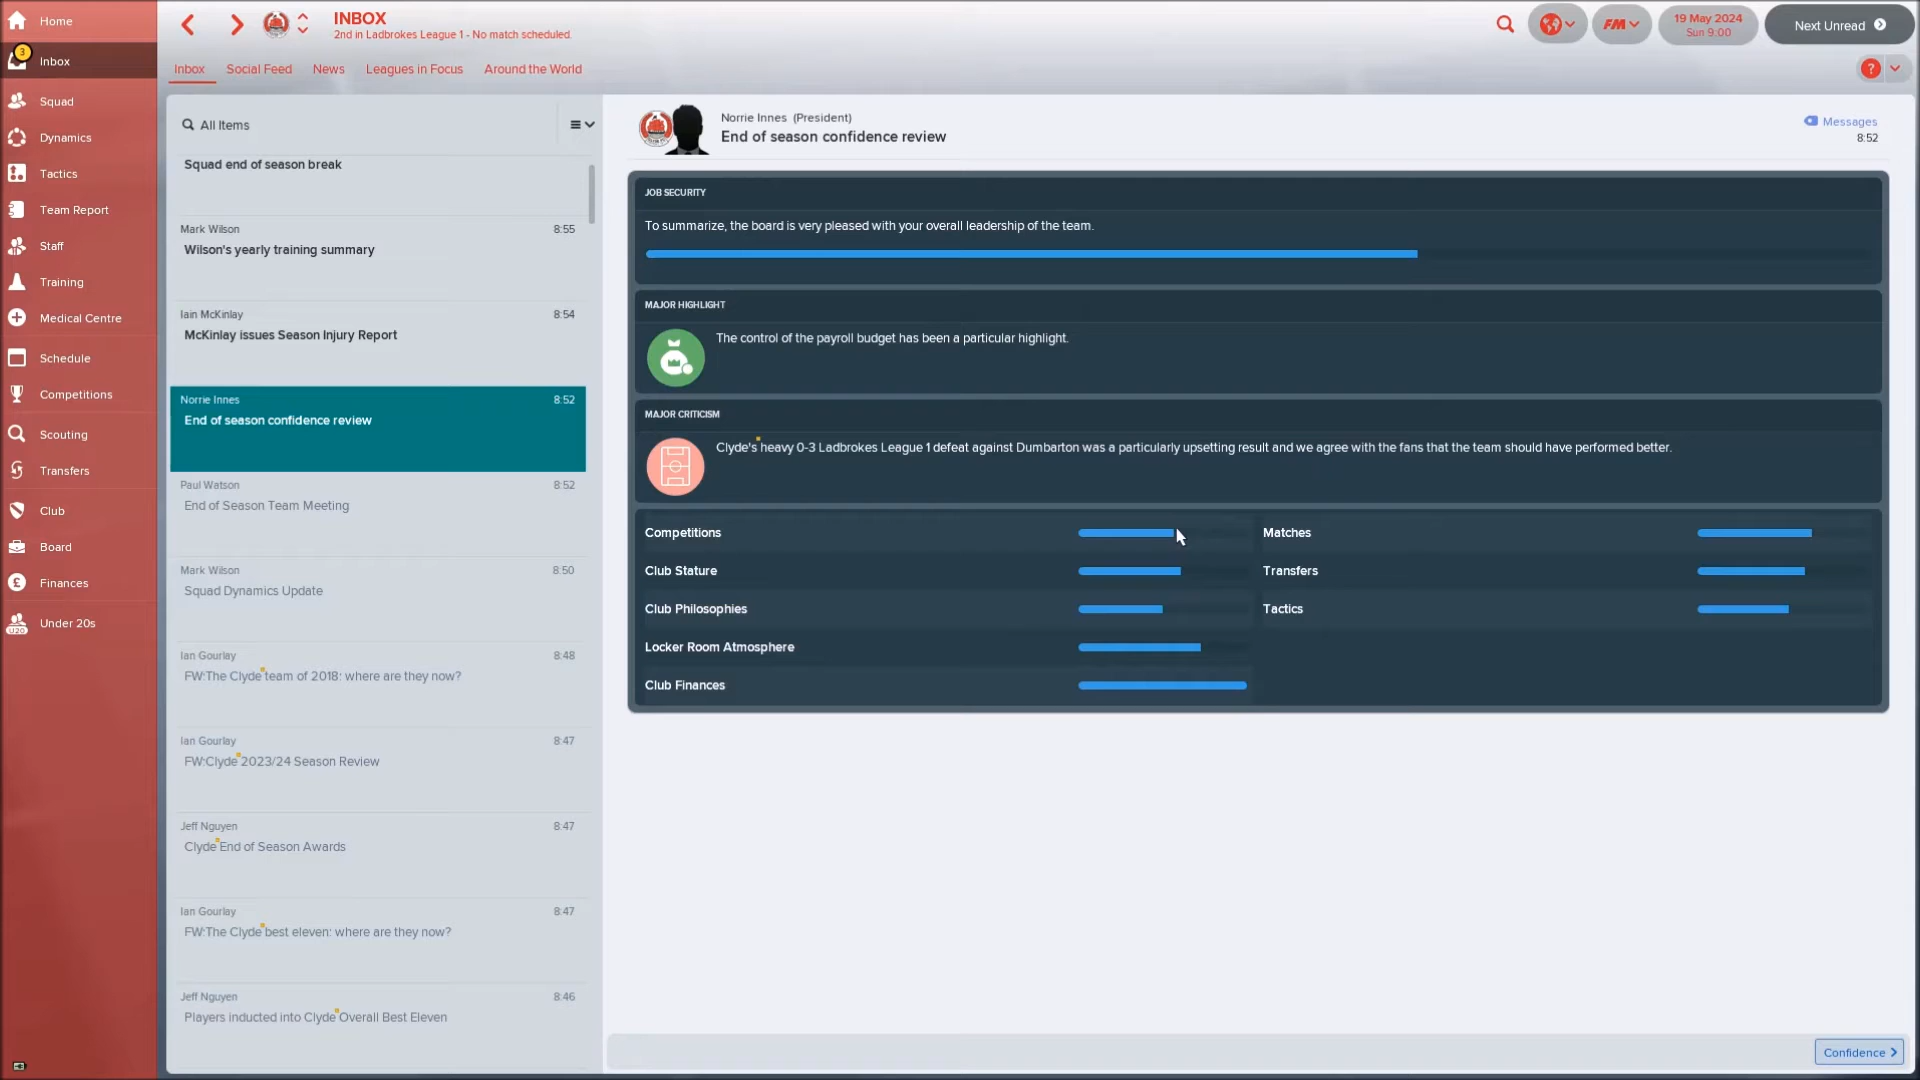 Home
3
Inbox
Squad
Dynamics
Tactics
Team Report
Staff
Training
Medical Centre
Schedule
Competitions
Scouting
Transfers
Club
Board
Finances
Under 20s
INBOX
2nd in Ladbrokes League 1 - No match scheduled.
FM
19 May 2024
Sun 9:00
Next Unread
Inbox Social Feed News Leagues in Focus Around the World
?
All Items
Squad end of season break
Mark Wilson 8:55
Wilson's yearly training summary
Iain McKinlay 8:54
McKinlay issues Season Injury Report
Norrie Innes 8:52
End of season confidence review
Paul Watson 8:52
End of Season Team Meeting
Mark Wilson 8:50
Squad Dynamics Update
Ian Gourlay 8:48
FW:The Clyde team of 2018: where are they now?
Ian Gourlay 8:47
FW:Clyde 2023/24 Season Review
Jeff Nguyen 8:47
Clyde End of Season Awards
Ian Gourlay 8:47
FW:The Clyde best eleven: where are they now?
Jeff Nguyen 8:46
Players inducted into Clyde Overall Best Eleven
Norrie Innes (President)
End of season confidence review
Messages
8:52
JOB SECURITY
To summarize, the board is very pleased with your overall leadership of the team.
MAJOR HIGHLIGHT
The control of the payroll budget has been a particular highlight.
MAJOR CRITICISM
Clyde's heavy 0-3 Ladbrokes League 1 defeat against Dumbarton was a particularly upsetting result and we agree with the fans that the team should have performed better.
Competitions
Matches
Club Stature
Transfers
Club Philosophies
Tactics
Locker Room Atmosphere
Club Finances
Confidence